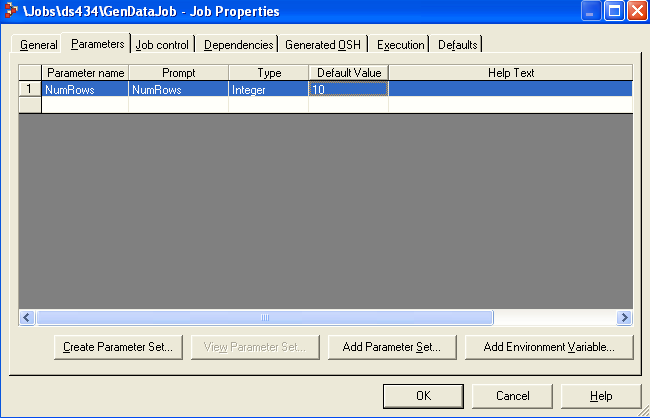 \Jobs\ds434\GenDataJob - Job Properties
General Parameters Job control Dependencies Generated OSH Execution Defaults
Parameter name Prompt Type Default Value Help Text
1 NumRows NumRows Integer 10
Create Parameter Set... View Parameter Set... Add Parameter Set... Add Environment Variable...
OK Cancel Help